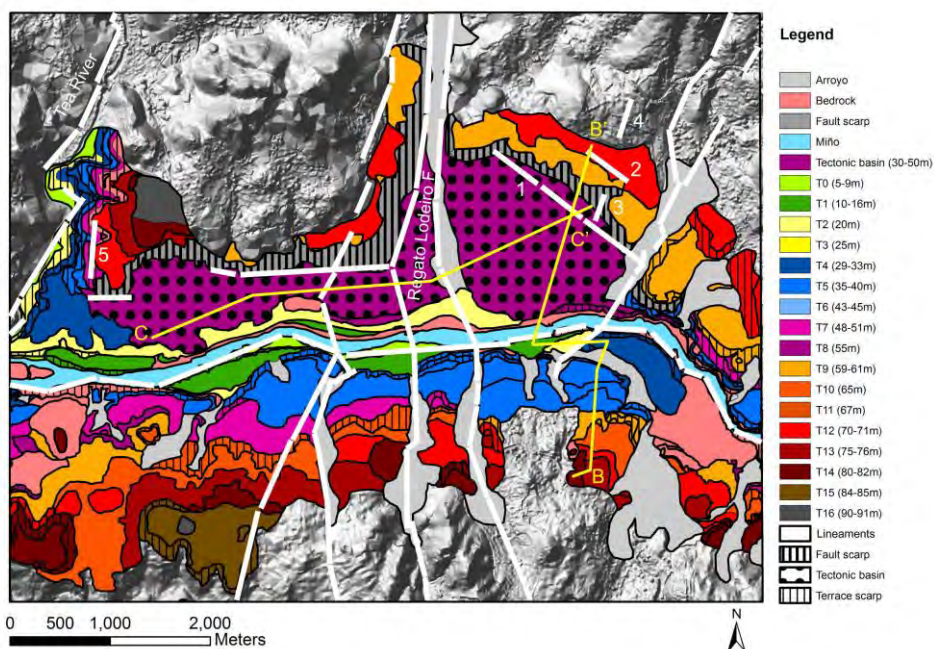 Tea River
Regato Lodeiro F
B'
4
2
1
3
C'
5
C
B
0 500 1,000 2,000
Meters
N
Legend
Arroyo
Bedrock
Fault scarp
Miño
Tectonic basin (30-50m)
T0 (5-9m)
T1 (10-16m)
T2 (20m)
T3 (25m)
T4 (29-33m)
T5 (35-40m)
T6 (43-45m)
T7 (48-51m)
T8 (55m)
T9 (59-61m)
T10 (65m)
T11 (67m)
T12 (70-71m)
T13 (75-76m)
T14 (80-82m)
T15 (84-85m)
T16 (90-91m)
Lineaments
Fault scarp
Tectonic basin
Terrace scarp